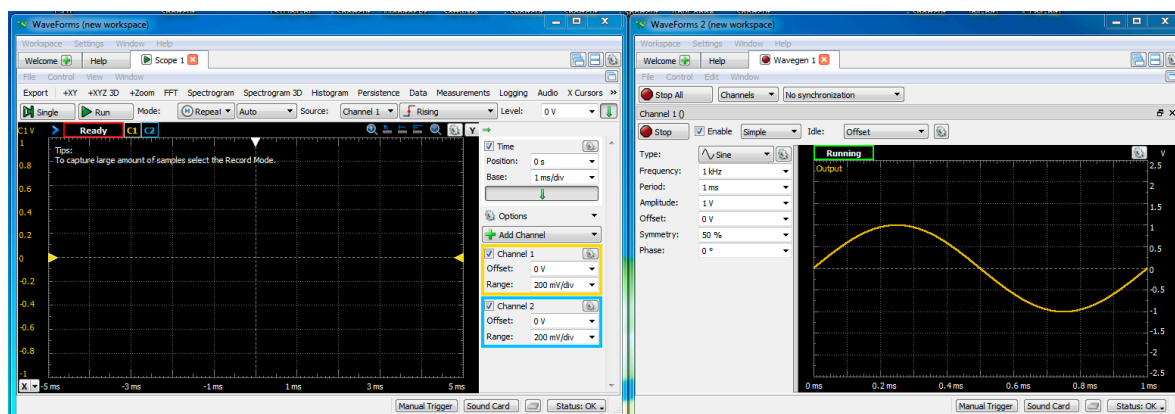 WaveForms (new workspace)
Workspace Settings Window Help
Welcome Help Scope 1
File Control View Window
Export +XY +XYZ 3D +Zoom FFT Spectrogram Spectrogram 3D Histogram Persistence Data Measurements Logging Audio X Cursors »
Single Run Mode: Repeat Auto Source: Channel 1 Rising Level: 0 V
C1 V Ready C1 C2 Y
Tips:
To capture large amount of samples select the Record Mode.
1
0.8
0.6
0.4
0.2
0
-0.2
-0.4
-0.6
-0.8
-1
X -5 ms -3 ms -1 ms 1 ms 3 ms 5 ms
Time
Position: 0 s
Base: 1 ms/div
Options
Add Channel
Channel 1
Offset: 0 V
Range: 200 mV/div
Channel 2
Offset: 0 V
Range: 200 mV/div
Manual Trigger Sound Card Status: OK
WaveForms 2 (new workspace)
Workspace Settings Window Help
Welcome Help Wavegen 1
File Control Edit Window
Stop All Channels No synchronization
Channel 1 ()
Stop Enable Simple Idle: Offset
Type: Sine
Frequency: 1 kHz
Period: 1 ms
Amplitude: 1 V
Offset: 0 V
Symmetry: 50 %
Phase: 0 °
Running V
Output
2.5
2
1.5
1
0.5
0
-0.5
-1
-1.5
-2
-2.5
0 ms 0.2 ms 0.4 ms 0.6 ms 0.8 ms 1 ms
Manual Trigger Sound Card Status: OK